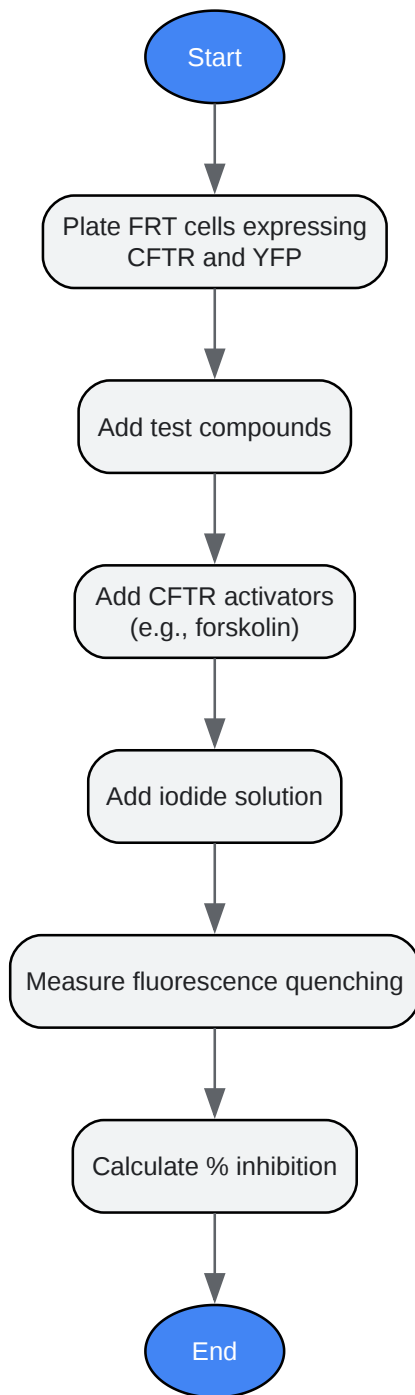 Start
Plate FRT cells expressing
CFTR and YFP
Add test compounds
Add CFTR activators
(e.g., forskolin)
Add iodide solution
Measure fluorescence quenching
Calculate % inhibition
End